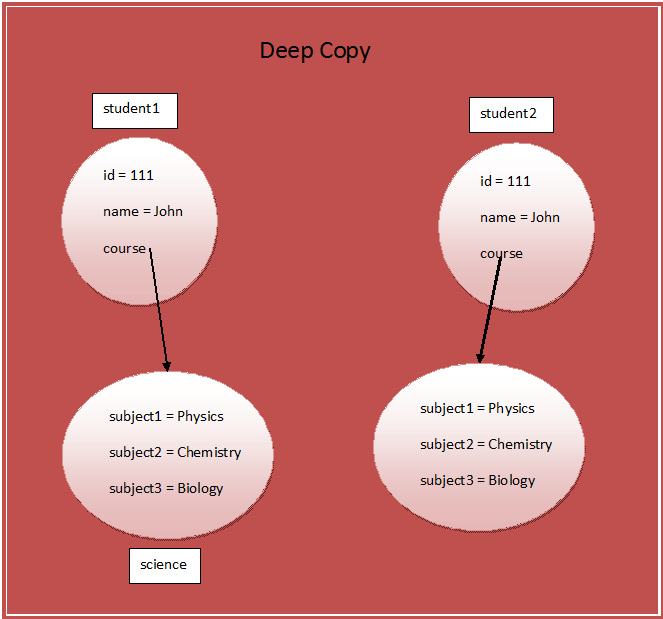 Deep Copy
student1
id = 111
name = John
course
subject1 = Physics
subject2 = Chemistry
subject3 = Biology
science
student2
id = 111
name = John
course
subject1 = Physics
subject2 = Chemistry
subject3 = Biology